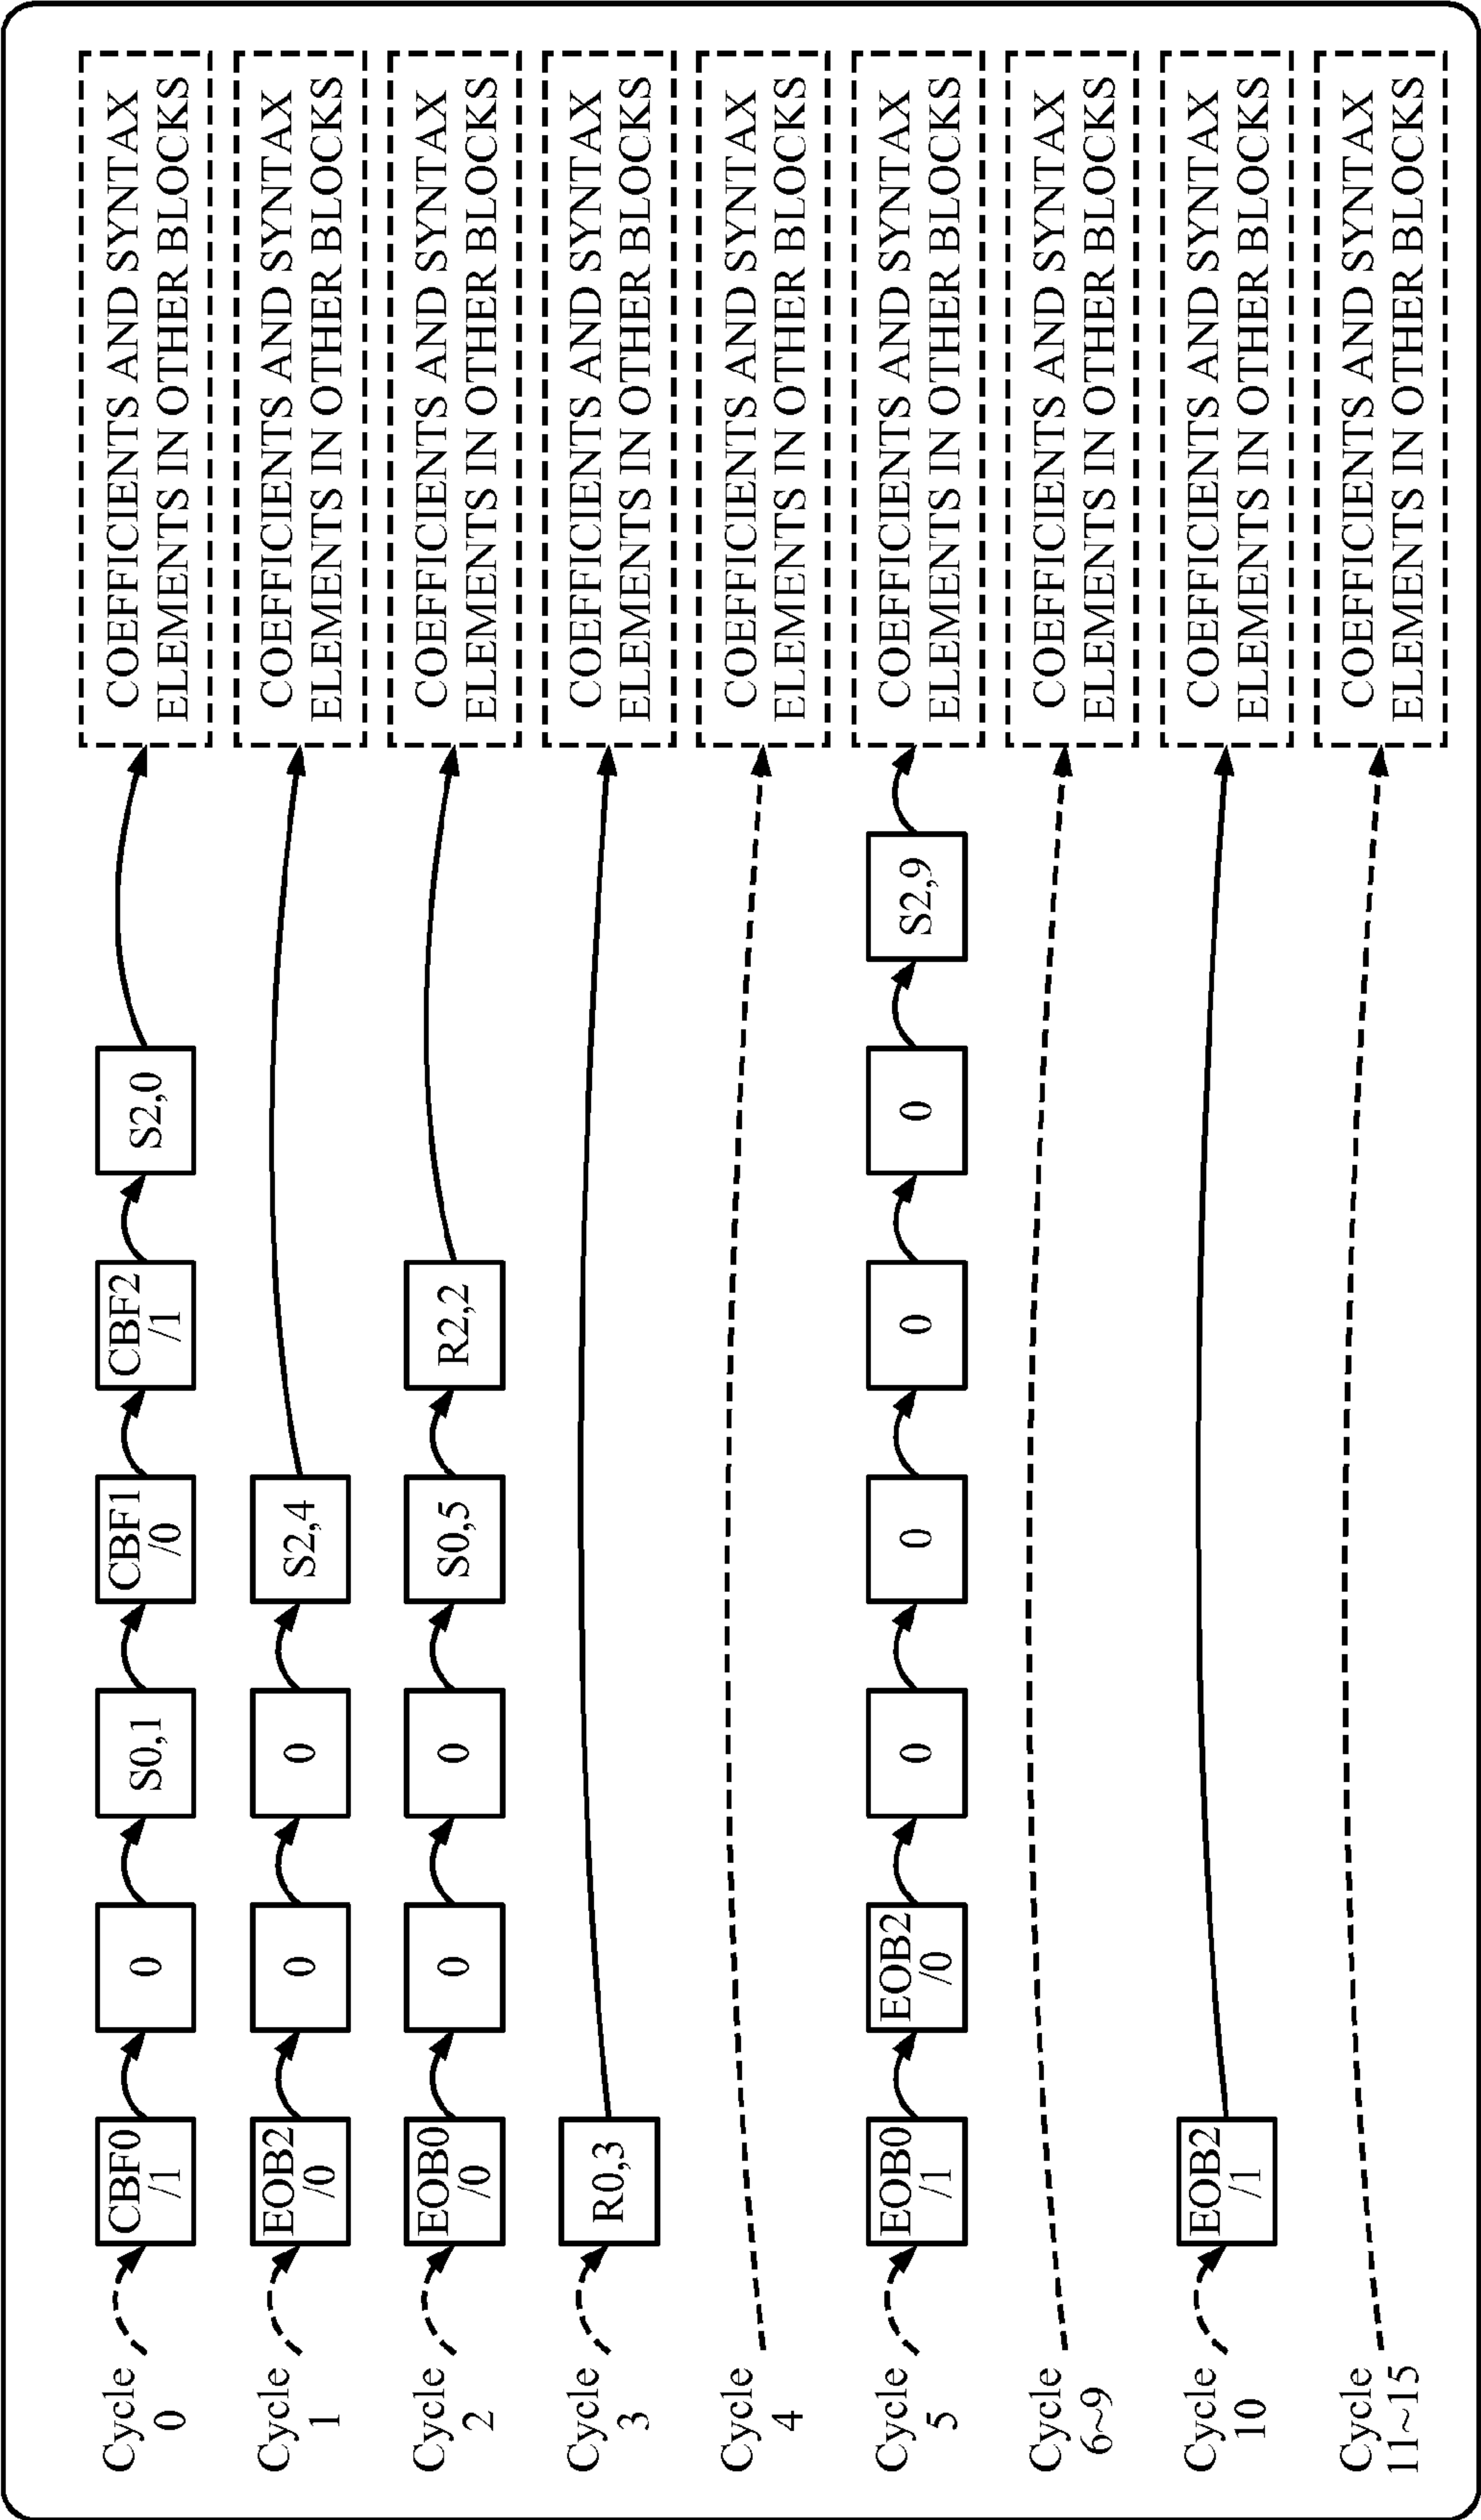 Cycle
0
CBF0
/1
0
S0,1
CBF1
/0
CBF2
/1
S2,0
COEFFICIENTS AND SYNTAX
ELEMENTS IN OTHER BLOCKS
Cycle
1
EOB2
/0
0
0
S2,4
COEFFICIENTS AND SYNTAX
ELEMENTS IN OTHER BLOCKS
Cycle
2
EOB0
/0
0
0
S0,5
R2,2
COEFFICIENTS AND SYNTAX
ELEMENTS IN OTHER BLOCKS
Cycle
3
R0,3
COEFFICIENTS AND SYNTAX
ELEMENTS IN OTHER BLOCKS
Cycle
4
COEFFICIENTS AND SYNTAX
ELEMENTS IN OTHER BLOCKS
Cycle
5
EOB0
/1
EOB2
/0
0
0
0
0
S2,9
COEFFICIENTS AND SYNTAX
ELEMENTS IN OTHER BLOCKS
Cycle
6~9
COEFFICIENTS AND SYNTAX
ELEMENTS IN OTHER BLOCKS
Cycle
10
EOB2
/1
COEFFICIENTS AND SYNTAX
ELEMENTS IN OTHER BLOCKS
Cycle
11~15
COEFFICIENTS AND SYNTAX
ELEMENTS IN OTHER BLOCKS